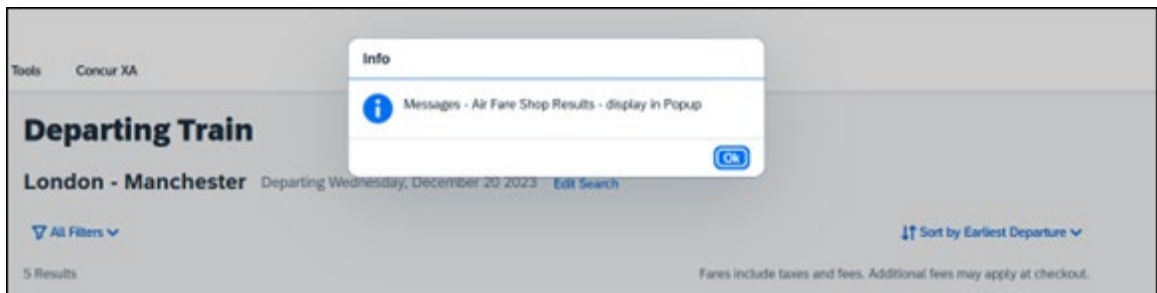 Info
Tools Concur XA
Messages - Air Fare Shop Results - display in Popup
Departing Train
Ok
London - Manchester Departing Wednesday, December 20 2023 Edit Search
All Filters
Sort by Earliest Departure
5 Results
Fares include taxes and fees. Additional fees may apply at checkout.